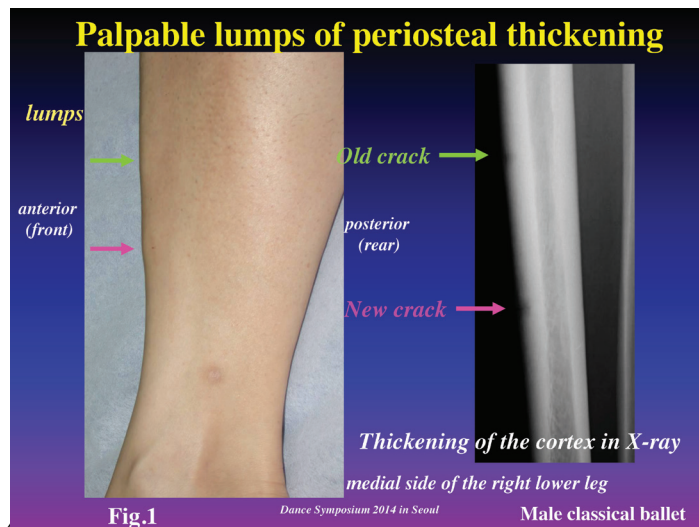 Palpable lumps of periosteal thickening
lumps
Old crack
anterior
(front)
posterior
(rear)
New crack
Thickening of the cortex in X-ray
medial side of the right lower leg
Fig.1
Dance Symposium 2014 in Seoul
Male classical ballet